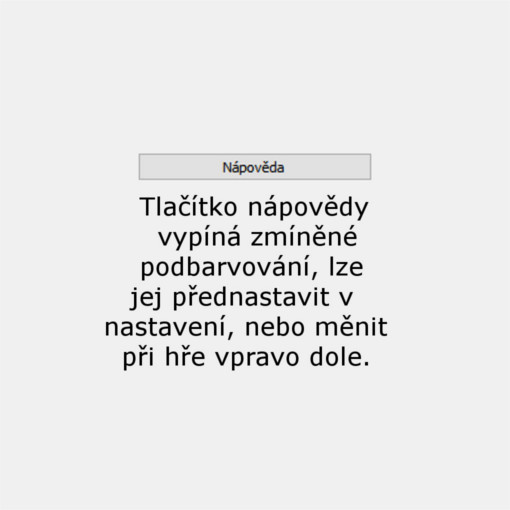 Nápověda
Tlačítko nápovědy
vypíná zmíněné
podbarvování, lze
jej přednastavit v
nastavení, nebo měnit
při hře vpravo dole.